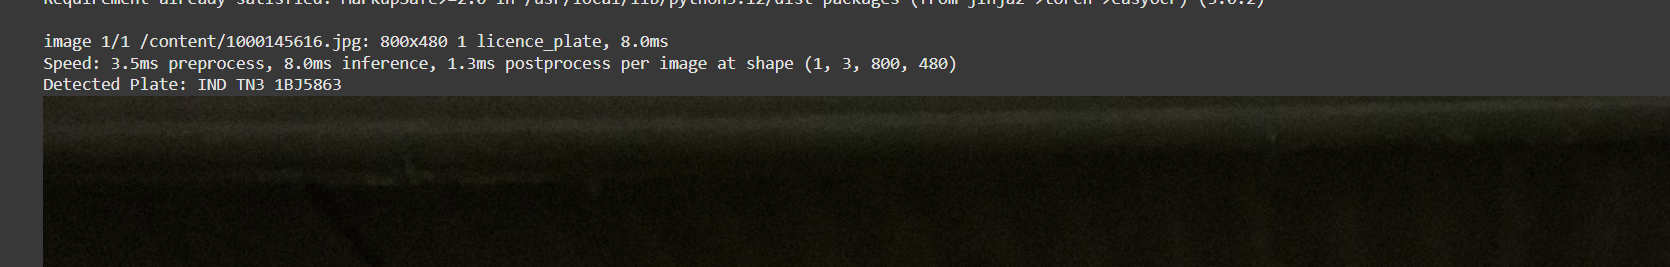 Requirement already satisfied: MarkupSafe>=2.0 in /usr/local/lib/python3.12/dist-packages (from jinja2->torch->easyocr) (3.0.2)
image 1/1 /content/1000145616.jpg: 800x480 1 licence_plate, 8.0ms
Speed: 3.5ms preprocess, 8.0ms inference, 1.3ms postprocess per image at shape (1, 3, 800, 480)
Detected Plate: IND TN3 1BJ5863